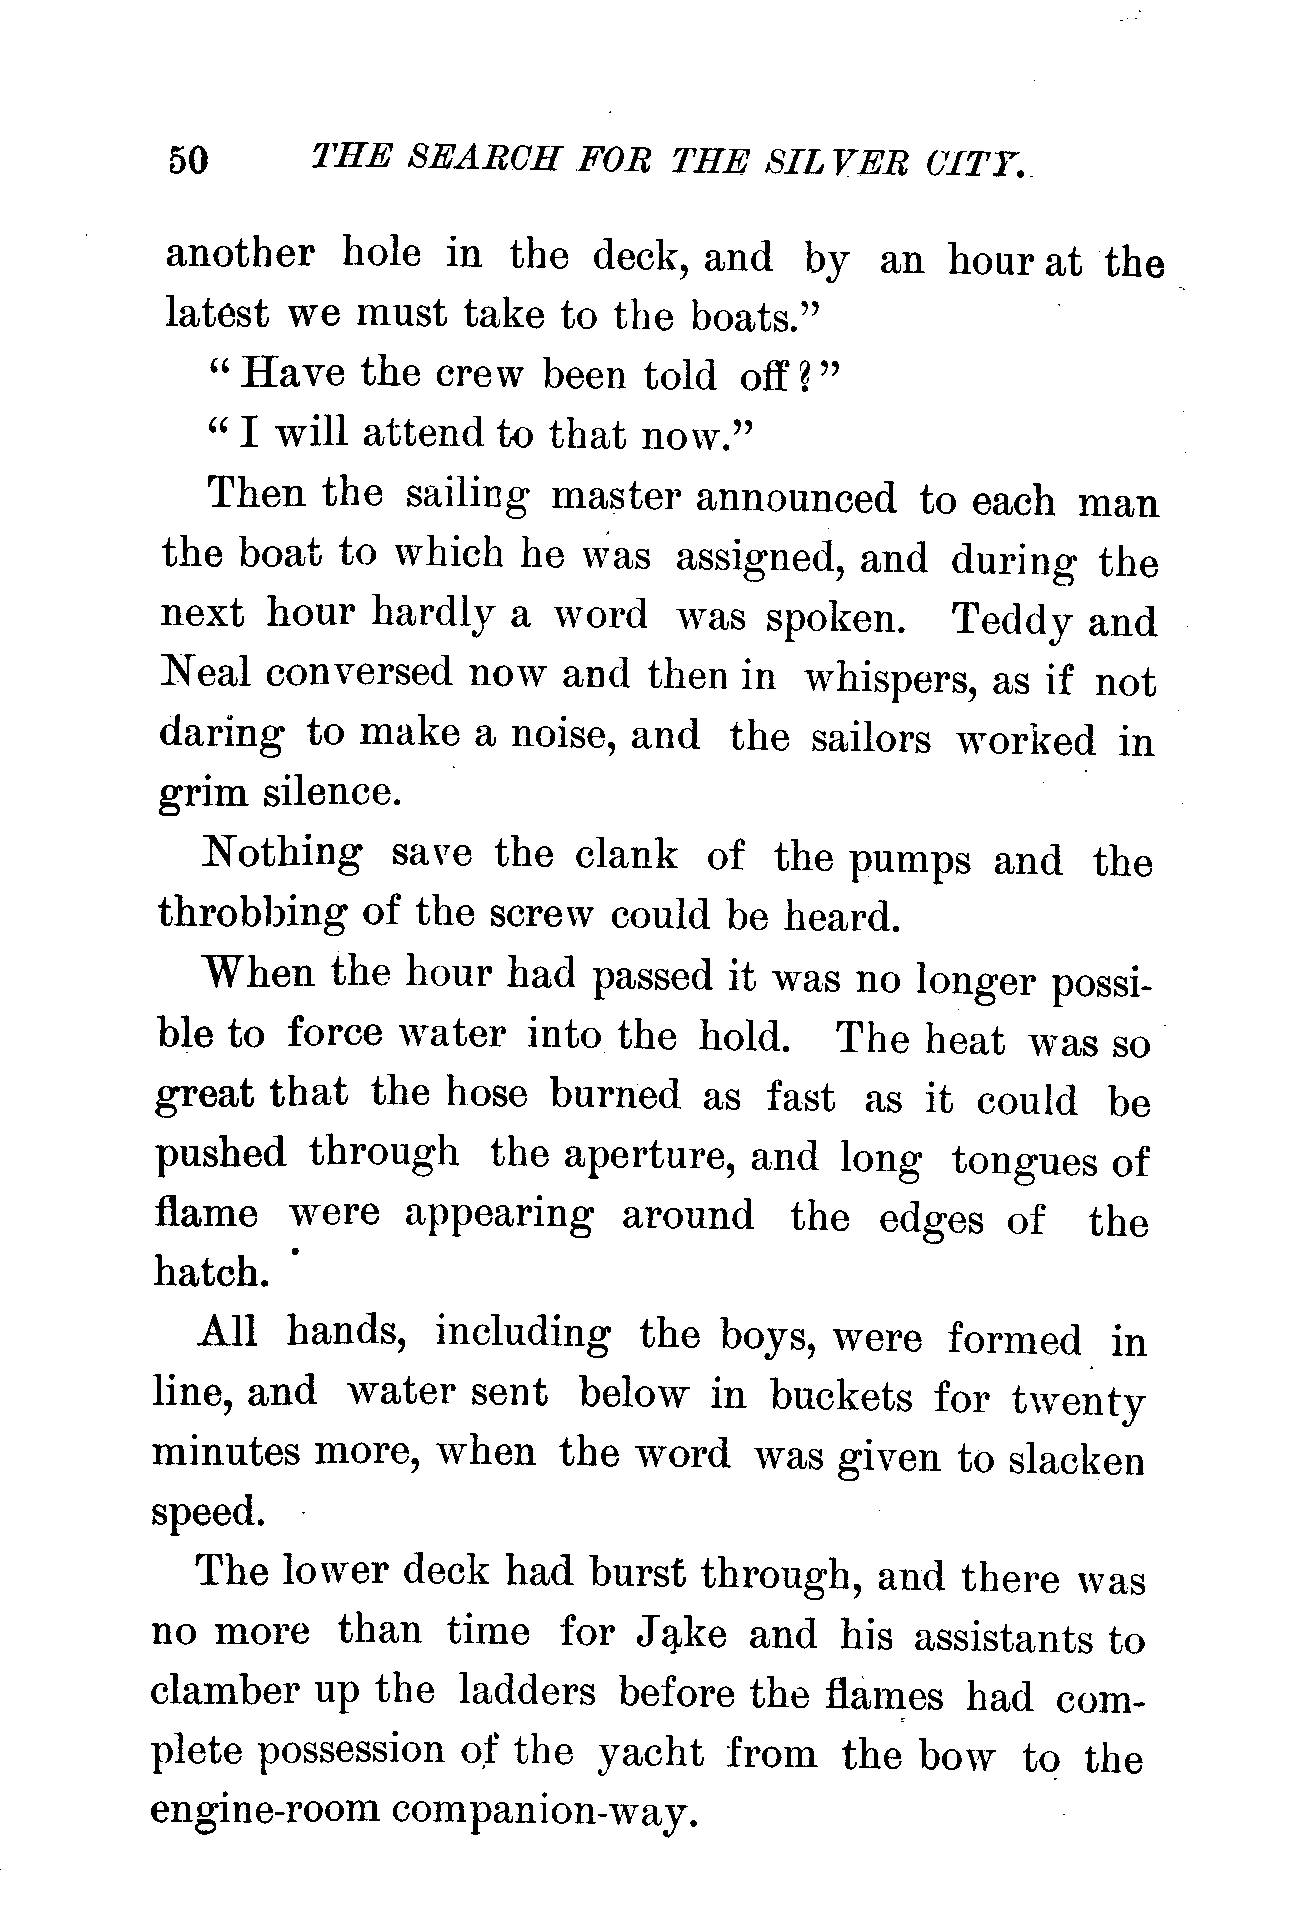 50 THE SEARCH FOR THE SILVER CITY.
another hole in the deck, and by an hour at the
latest we must take to the boats."
"Have the crew been told off?"
"I will attend to that now."
Then the sailing master announced to each man
the boat to which he was assigned, and during the
next hour hardly a word was spoken. Teddy and
Neal conversed now and then in whispers, as if not
daring to make a noise, and the sailors worked in
grim silence.
Nothing save the clank of the pumps and the
throbbing of the screw could be heard.
When the hour had passed it was no longer possi-
ble to force water into the hold. The heat was so
great that the hose burned as fast as it could be
pushed through the aperture, and long tongues of
flame were appearing around the edges of the
hatch.
All hands, including the boys, were formed in
line, and water sent below in buckets for twenty
minutes more, when the word was given to slacken
speed.
The lower deck had burst through, and there was
no more than time for Jake and his assistants to
clamber up the ladders before the flames had com-
plete possession of the yacht from the bow to the
engine-room companion-way.